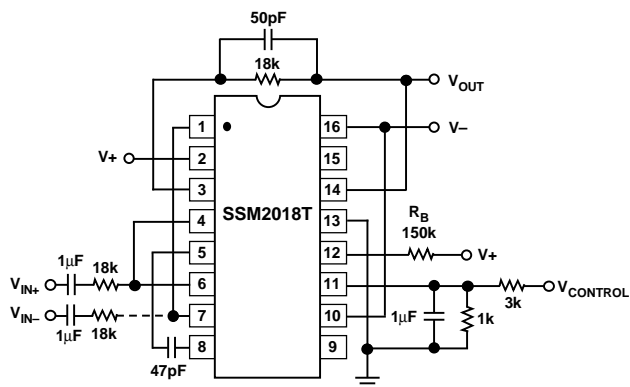 50pF
18k
V_OUT
1
16
V–
V+
2
15
3
14
SSM2018T
4
13
R_B
150k
5
12
V+
1μF
18k
V_IN+
6
11
3k
V_CONTROL
V_IN–
1μF
18k
7
10
1μF
1k
8
9
47pF